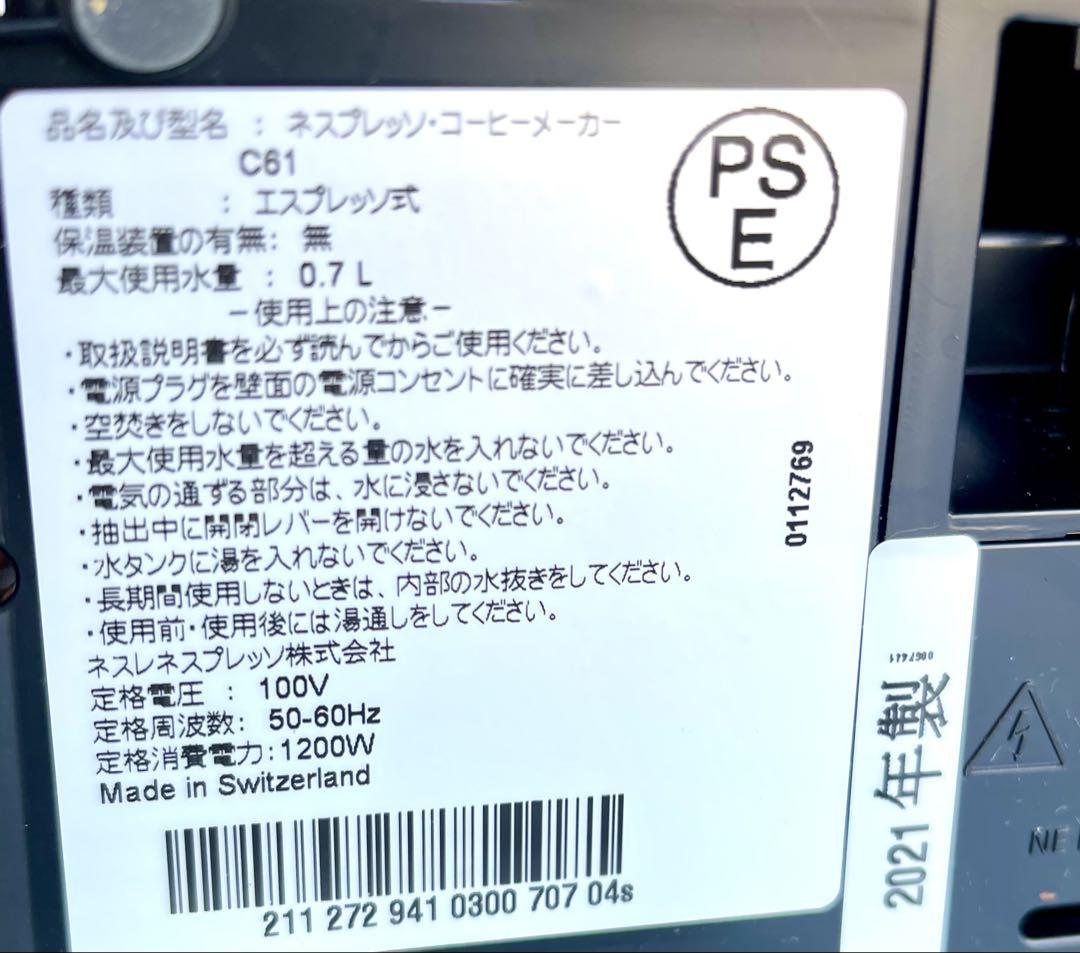 品名及び型名 : ネスプレッソ・コーヒーメーカー
C61
種類 : エスプレッソ式
保温装置の有無: 無
最大使用水量 : 0.7 L
－使用上の注意－
・取扱説明書を必ず読んでからご使用ください。
・電源プラグを壁面の電源コンセントに確実に差し込んでください。
・空焚きをしないでください。
・最大使用水量を超える量の水を入れないでください。
・電気の通ずる部分は、水に浸さないでください。
・抽出中に開閉レバーを開けないでください。
・水タンクに湯を入れないでください。
・長期間使用しないときは、内部の水抜きをしてください。
・使用前・使用後には湯通しをしてください。
ネスレネスプレッソ株式会社
定格電圧 : 100V
定格周波数: 50-60Hz
定格消費電力:1200W
Made in Switzerland
211 272 941 0300 707 04s
PS
E
0112769
2021年製
NE